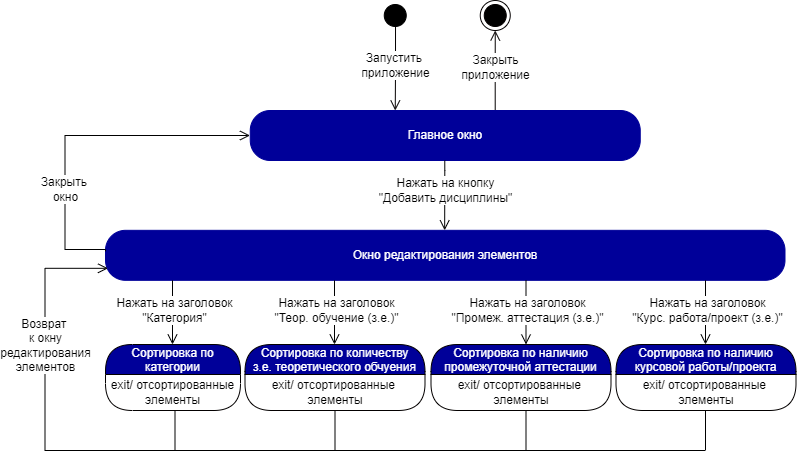 Запустить
приложение
Закрыть
приложение
Главное окно
Закрыть
окно
Нажать на кнопку
"Добавить дисциплины"
Окно редактирования элементов
Нажать на заголовок
"Категория"
Нажать на заголовок
"Теор. обучение (з.е.)"
Нажать на заголовок
"Промеж. аттестация (з.е.)"
Нажать на заголовок
"Курс. работа/проект (з.е.)"
Возврат
к окну
редактирования
элементов
Сортировка по
категории
exit/ отсортированные
элементы
Сортировка по количеству
з.е. теоретического обчуения
exit/ отсортированные
элементы
Сортировка по наличию
промежуточной аттестации
exit/ отсортированные
элементы
Сортировка по наличию
курсовой работы/проекта
exit/ отсортированные
элементы